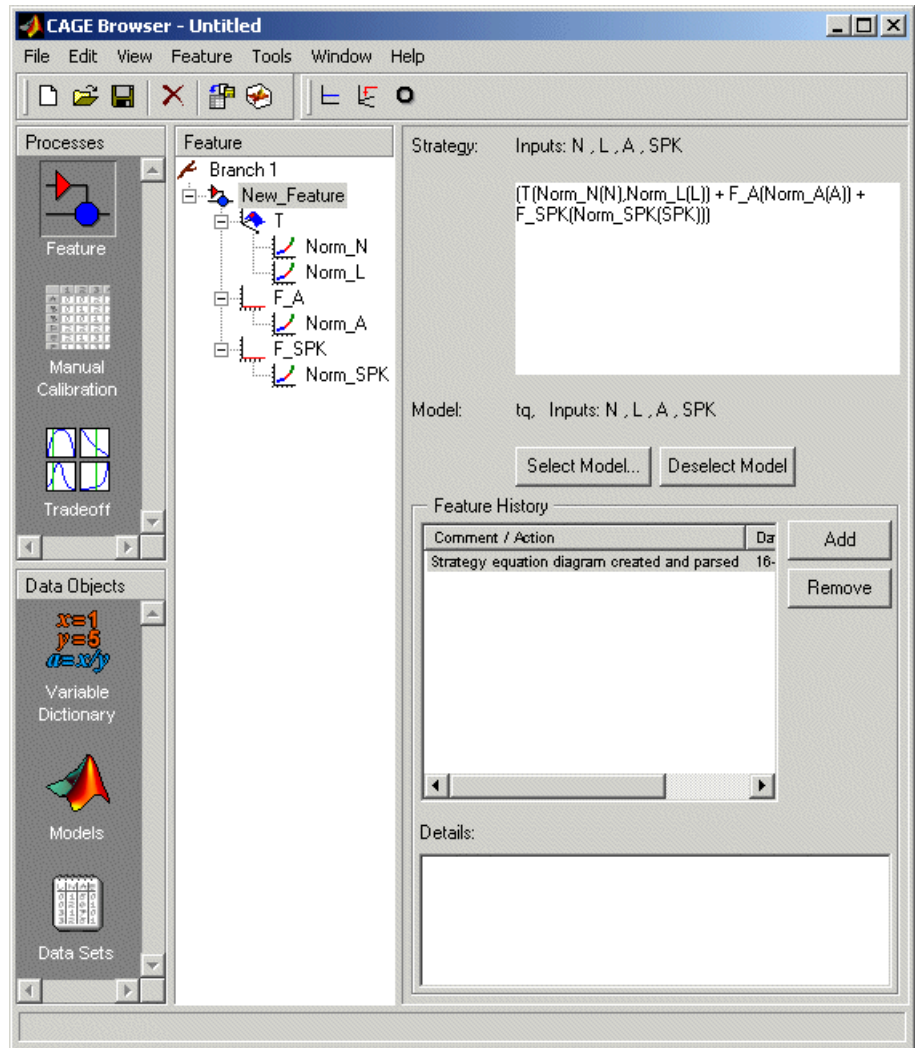 CAGE Browser - Untitled
File Edit View Feature Tools Window Help
Processes
Feature
Manual
Calibration
Tradeoff
Data Objects
x=1
y=5
a=x/y
Variable
Dictionary
Models
Data Sets
Feature
Branch 1
New_Feature
T
Norm_N
Norm_L
F_A
Norm_A
F_SPK
Norm_SPK
Strategy: Inputs: N , L , A , SPK
(T(Norm_N(N),Norm_L(L)) + F_A(Norm_A(A)) +
F_SPK(Norm_SPK(SPK)))
Model: tq, Inputs: N , L , A , SPK
Select Model... Deselect Model
Feature History
Comment / Action Da
Strategy equation diagram created and parsed 16-
Add
Remove
Details: